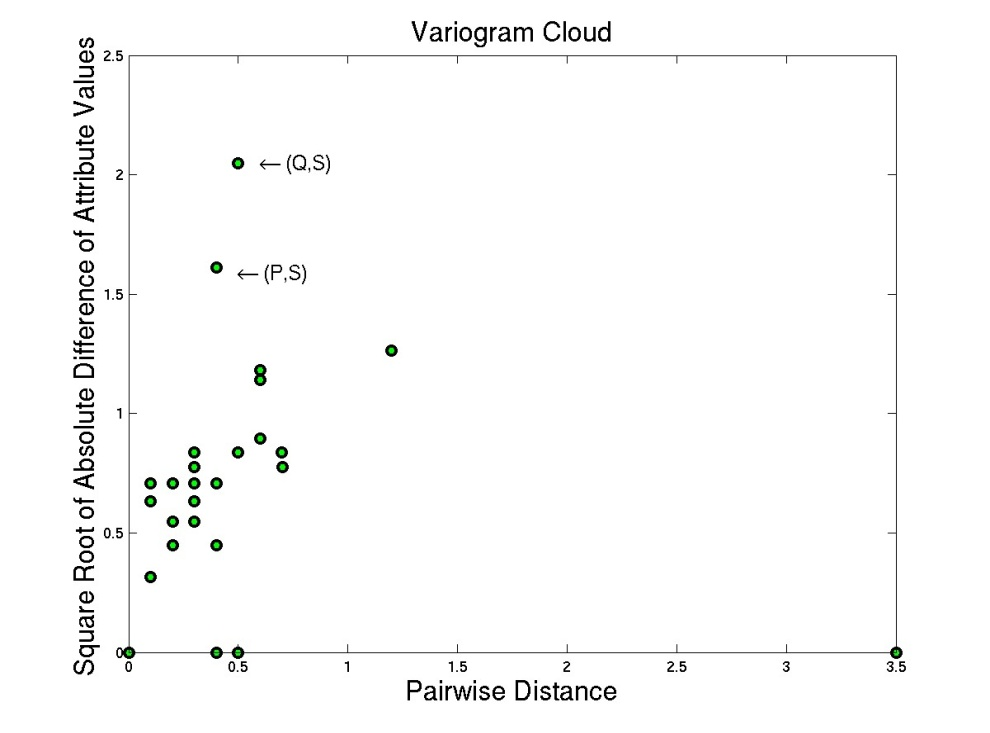 Variogram Cloud
Square Root of Absolute Difference of Attribute Values
2.5
2
1.5
1
0.5
0
← (Q,S)
← (P,S)
0
0.5
1
1.5
2
2.5
3
3.5
Pairwise Distance